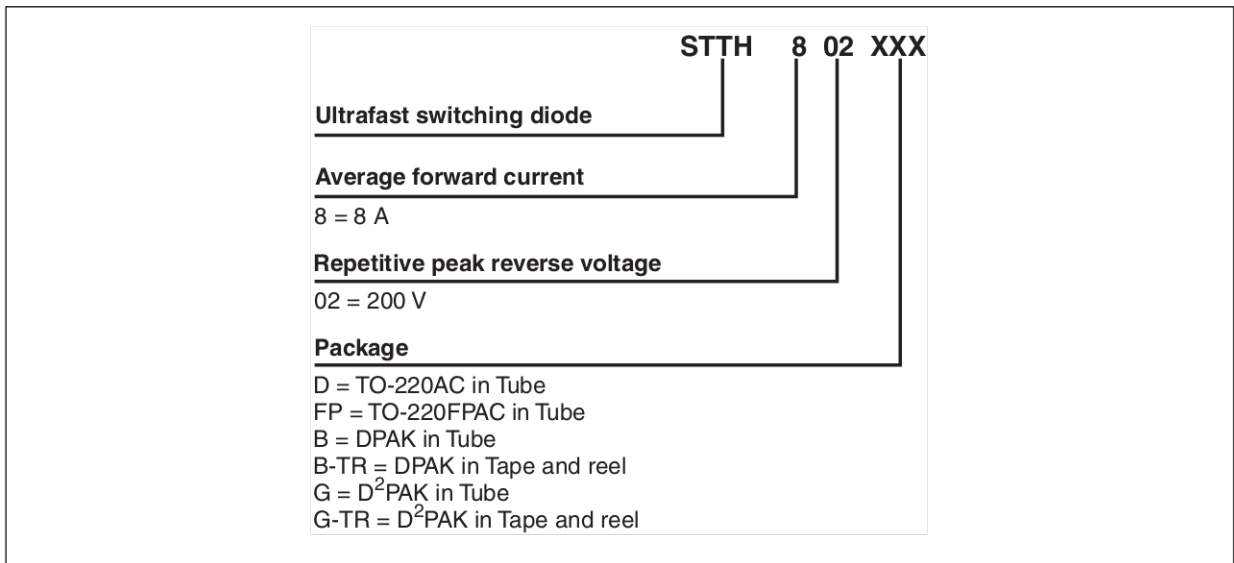 STTH 8 02 XXX
Ultrafast switching diode
Average forward current
8 = 8 A
Repetitive peak reverse voltage
02 = 200 V
Package
D = TO-220AC in Tube
FP = TO-220FPAC in Tube
B = DPAK in Tube
B-TR = DPAK in Tape and reel
G = D²PAK in Tube
G-TR = D²PAK in Tape and reel